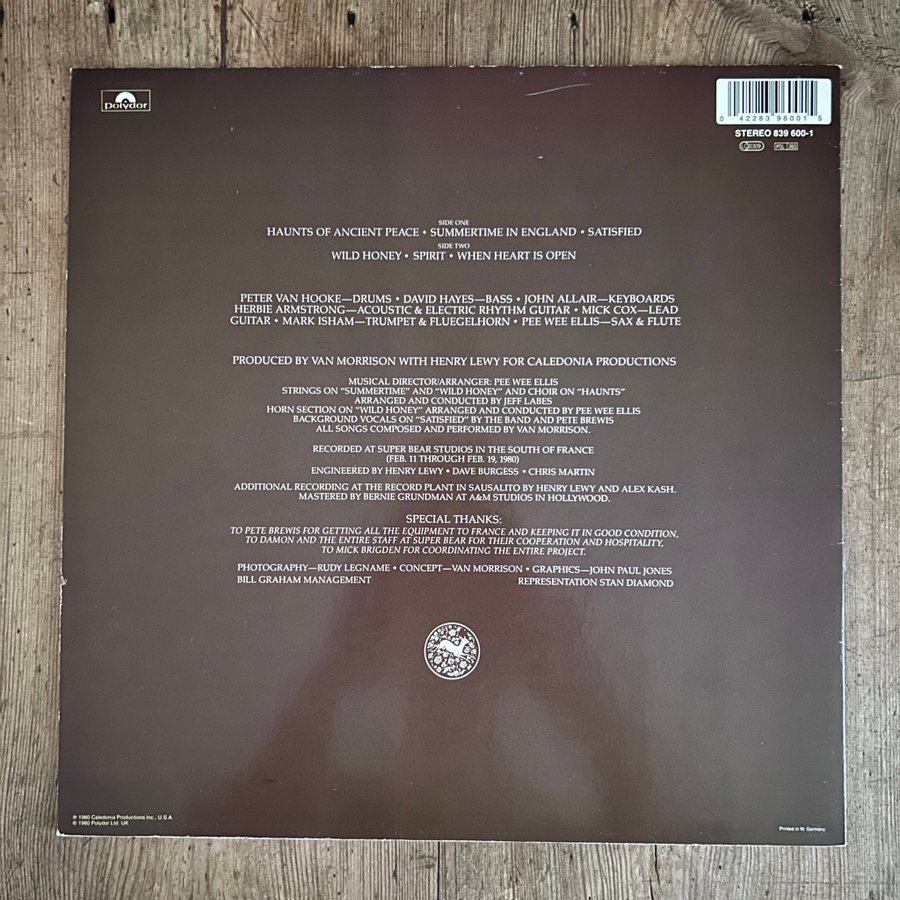 polydor
0 42283 96001 5
STEREO 839 600-1
SIDE ONE
HAUNTS OF ANCIENT PEACE • SUMMERTIME IN ENGLAND • SATISFIED
SIDE TWO
WILD HONEY • SPIRIT • WHEN HEART IS OPEN
PETER VAN HOOKE—DRUMS • DAVID HAYES—BASS • JOHN ALLAIR—KEYBOARDS
HERBIE ARMSTRONG—ACOUSTIC & ELECTRIC RHYTHM GUITAR • MICK COX—LEAD
GUITAR • MARK ISHAM—TRUMPET & FLUEGELHORN • PEE WEE ELLIS—SAX & FLUTE
PRODUCED BY VAN MORRISON WITH HENRY LEWY FOR CALEDONIA PRODUCTIONS
MUSICAL DIRECTOR/ARRANGER: PEE WEE ELLIS
STRINGS ON "SUMMERTIME" AND "WILD HONEY" AND CHOIR ON "HAUNTS"
ARRANGED AND CONDUCTED BY JEFF LABES
HORN SECTION ON "WILD HONEY" ARRANGED AND CONDUCTED BY PEE WEE ELLIS
BACKGROUND VOCALS ON "SATISFIED" BY THE BAND AND PETE BREWIS
ALL SONGS COMPOSED AND PERFORMED BY VAN MORRISON.
RECORDED AT SUPER BEAR STUDIOS IN THE SOUTH OF FRANCE
(FEB. 11 THROUGH FEB. 19, 1980)
ENGINEERED BY HENRY LEWY • DAVE BURGESS • CHRIS MARTIN
ADDITIONAL RECORDING AT THE RECORD PLANT IN SAUSALITO BY HENRY LEWY AND ALEX KASH.
MASTERED BY BERNIE GRUNDMAN AT A&M STUDIOS IN HOLLYWOOD.
SPECIAL THANKS:
TO PETE BREWIS FOR GETTING ALL THE EQUIPMENT TO FRANCE AND KEEPING IT IN GOOD CONDITION,
TO DAMON AND THE ENTIRE STAFF AT SUPER BEAR FOR THEIR COOPERATION AND HOSPITALITY,
TO MICK BRIGDEN FOR COORDINATING THE ENTIRE PROJECT.
PHOTOGRAPHY—RUDY LEGNAME • CONCEPT—VAN MORRISON • GRAPHICS—JOHN PAUL JONES
BILL GRAHAM MANAGEMENT REPRESENTATION STAN DIAMOND
℗ 1980 Caledonia Productions Inc., U S A
© 1980 Polydor Ltd. UK
Printed in W. Germany